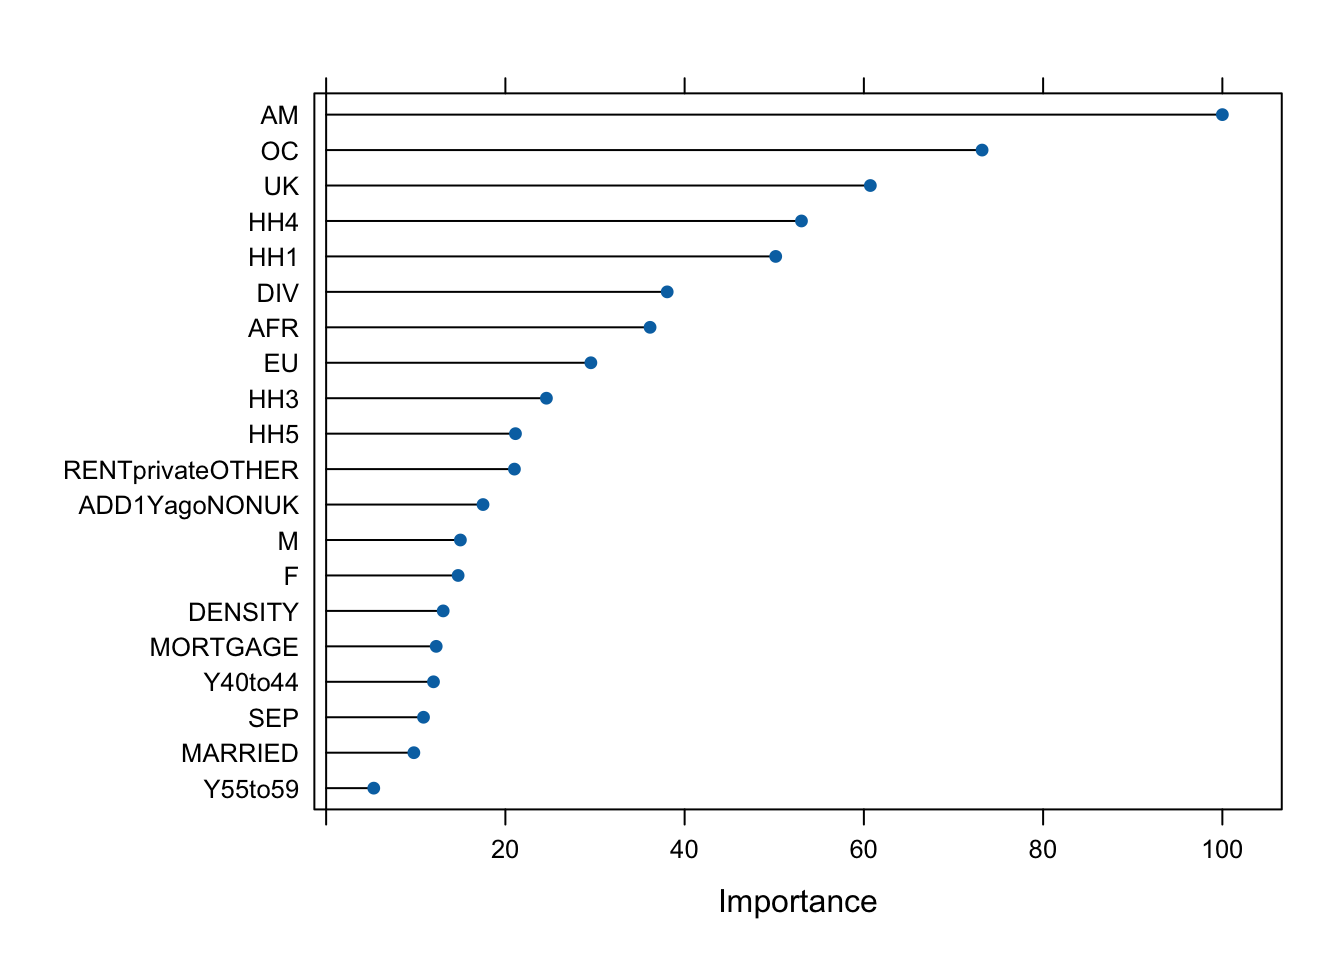 AM
OC
UK
HH4
HH1
DIV
AFR
EU
HH3
HH5
RENTprivateOTHER
ADD1YagoNONUK
M
F
DENSITY
MORTGAGE
Y40to44
SEP
MARRIED
Y55to59
20 40 60 80 100
Importance